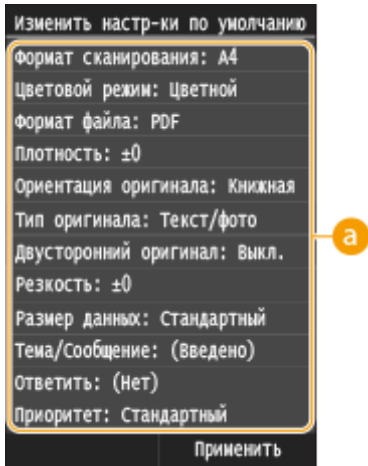 Изменить настр-ки по умолчанию
Формат сканирования: A4
Цветовой режим: Цветной
Формат файла: PDF
Плотность: ±0
Ориентация оригинала: Книжная
Тип оригинала: Текст/фото
Двусторонний оригинал: Выкл.
Резкость: ±0
Размер данных: Стандартный
Тема/Сообщение: (Введено)
Ответить: (Нет)
Приоритет: Стандартный
Применить
a